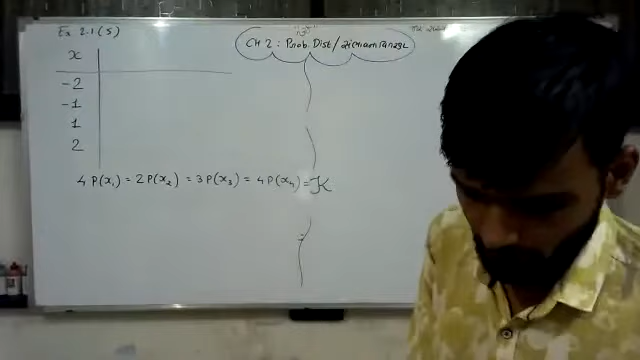 Ex 2.1 (5)
CH 2 : Prob. Dist /
x
-2
-1
1
2
4 P(x₁) = 2 P(x₂) = 3 P(x₃) = 4 P(x₄) = K